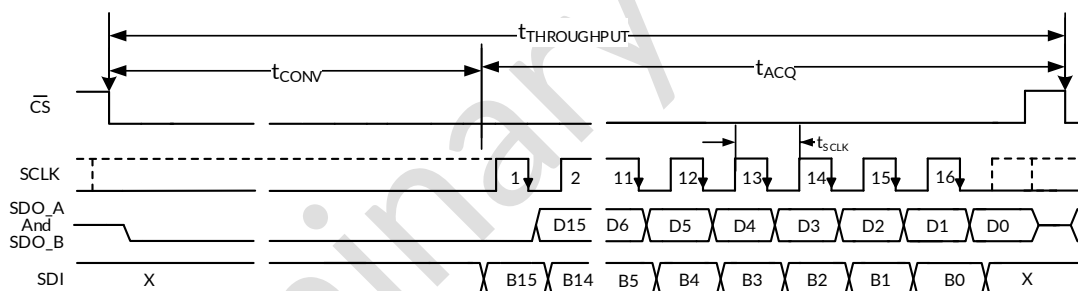 tTHROUGHPUT
tCONV tACQ
CS
tSCLK
SCLK 1 2 11 12 13 14 15 16
SDO_A
And
SDO_B
D15 D6 D5 D4 D3 D2 D1 D0
SDI X B15 B14 B5 B4 B3 B2 B1 B0 X
inary